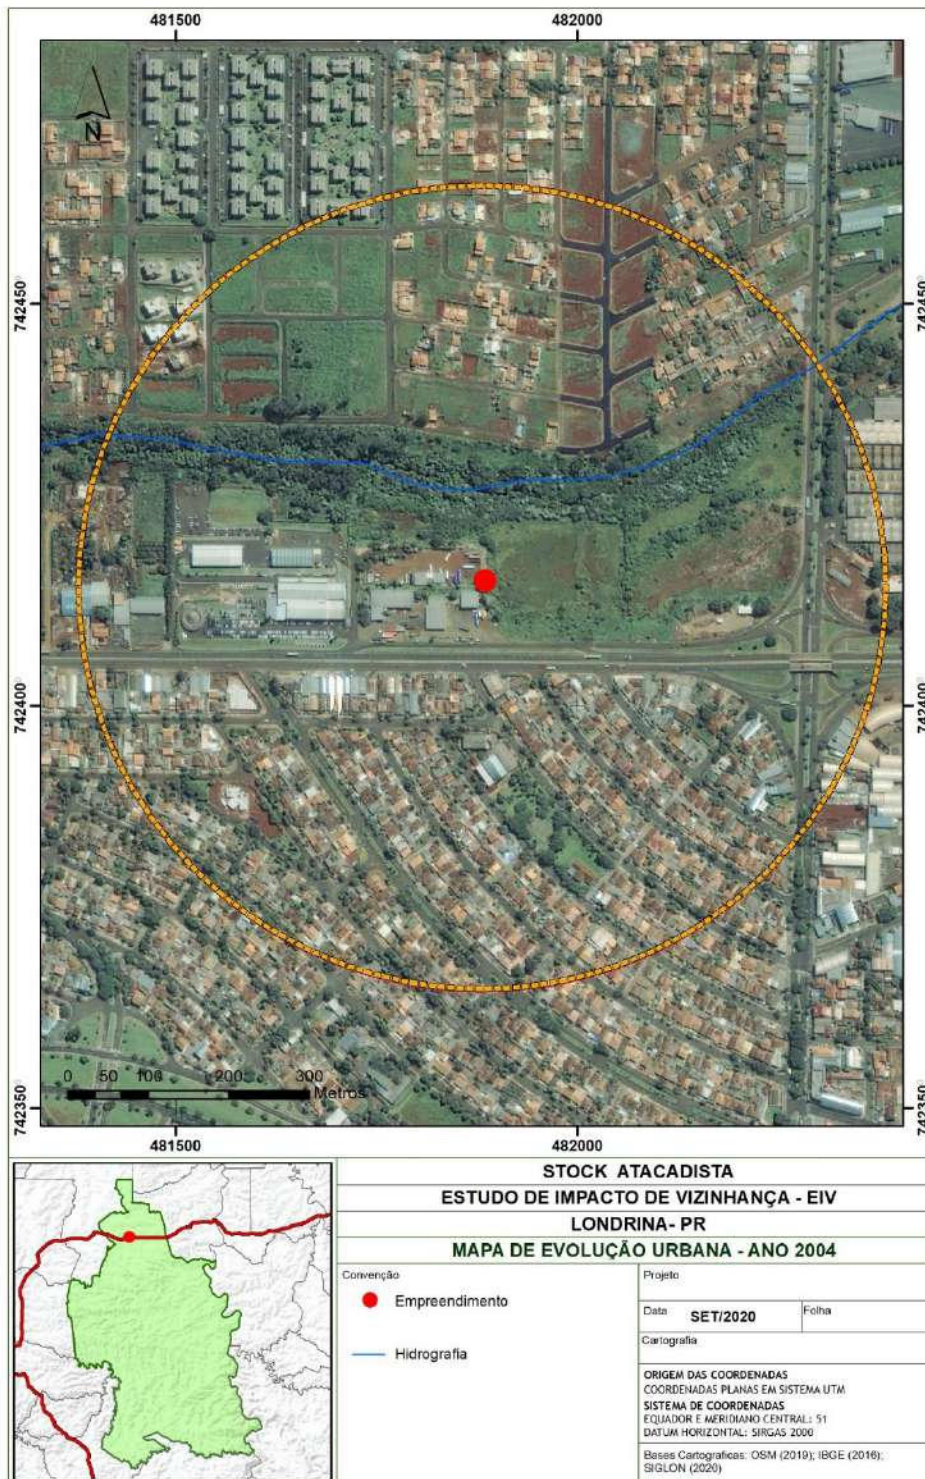 481500
482000
N
742450
742450
742400
742400
0 50 100 200 300
Metros
742350
742350
481500
482000
STOCK ATACADISTA
ESTUDO DE IMPACTO DE VIZINHANÇA - EIV
LONDRINA- PR
MAPA DE EVOLUÇÃO URBANA - ANO 2004
Convenção
Empreendimento
Hidrografia
Projeto
Data SET/2020 Folha
Cartografia
ORIGEM DAS COORDENADAS
COORDENADAS PLANAS EM SISTEMA UTM
SISTEMA DE COORDENADAS
EQUADOR E MERIDIANO CENTRAL: 51
DATUM HORIZONTAL: SIRGAS 2000
Bases Cartograficas: OSM (2019); IBGE (2016);
SIGLON (2020)